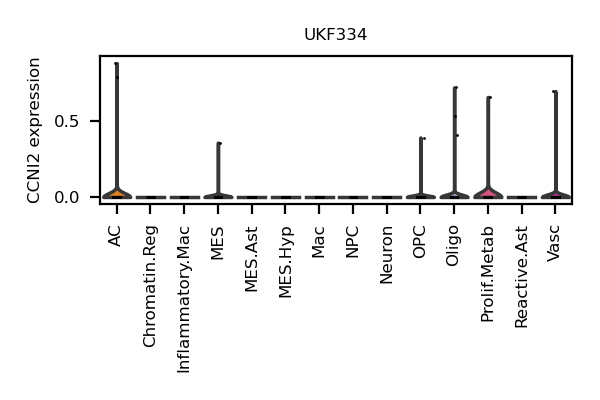 UKF334
CCNI2 expression
0.5
0.0
AC
Chromatin.Reg
Inflammatory.Mac
MES
MES.Ast
MES.Hyp
Mac
NPC
Neuron
OPC
Oligo
Prolif.Metab
Reactive.Ast
Vasc